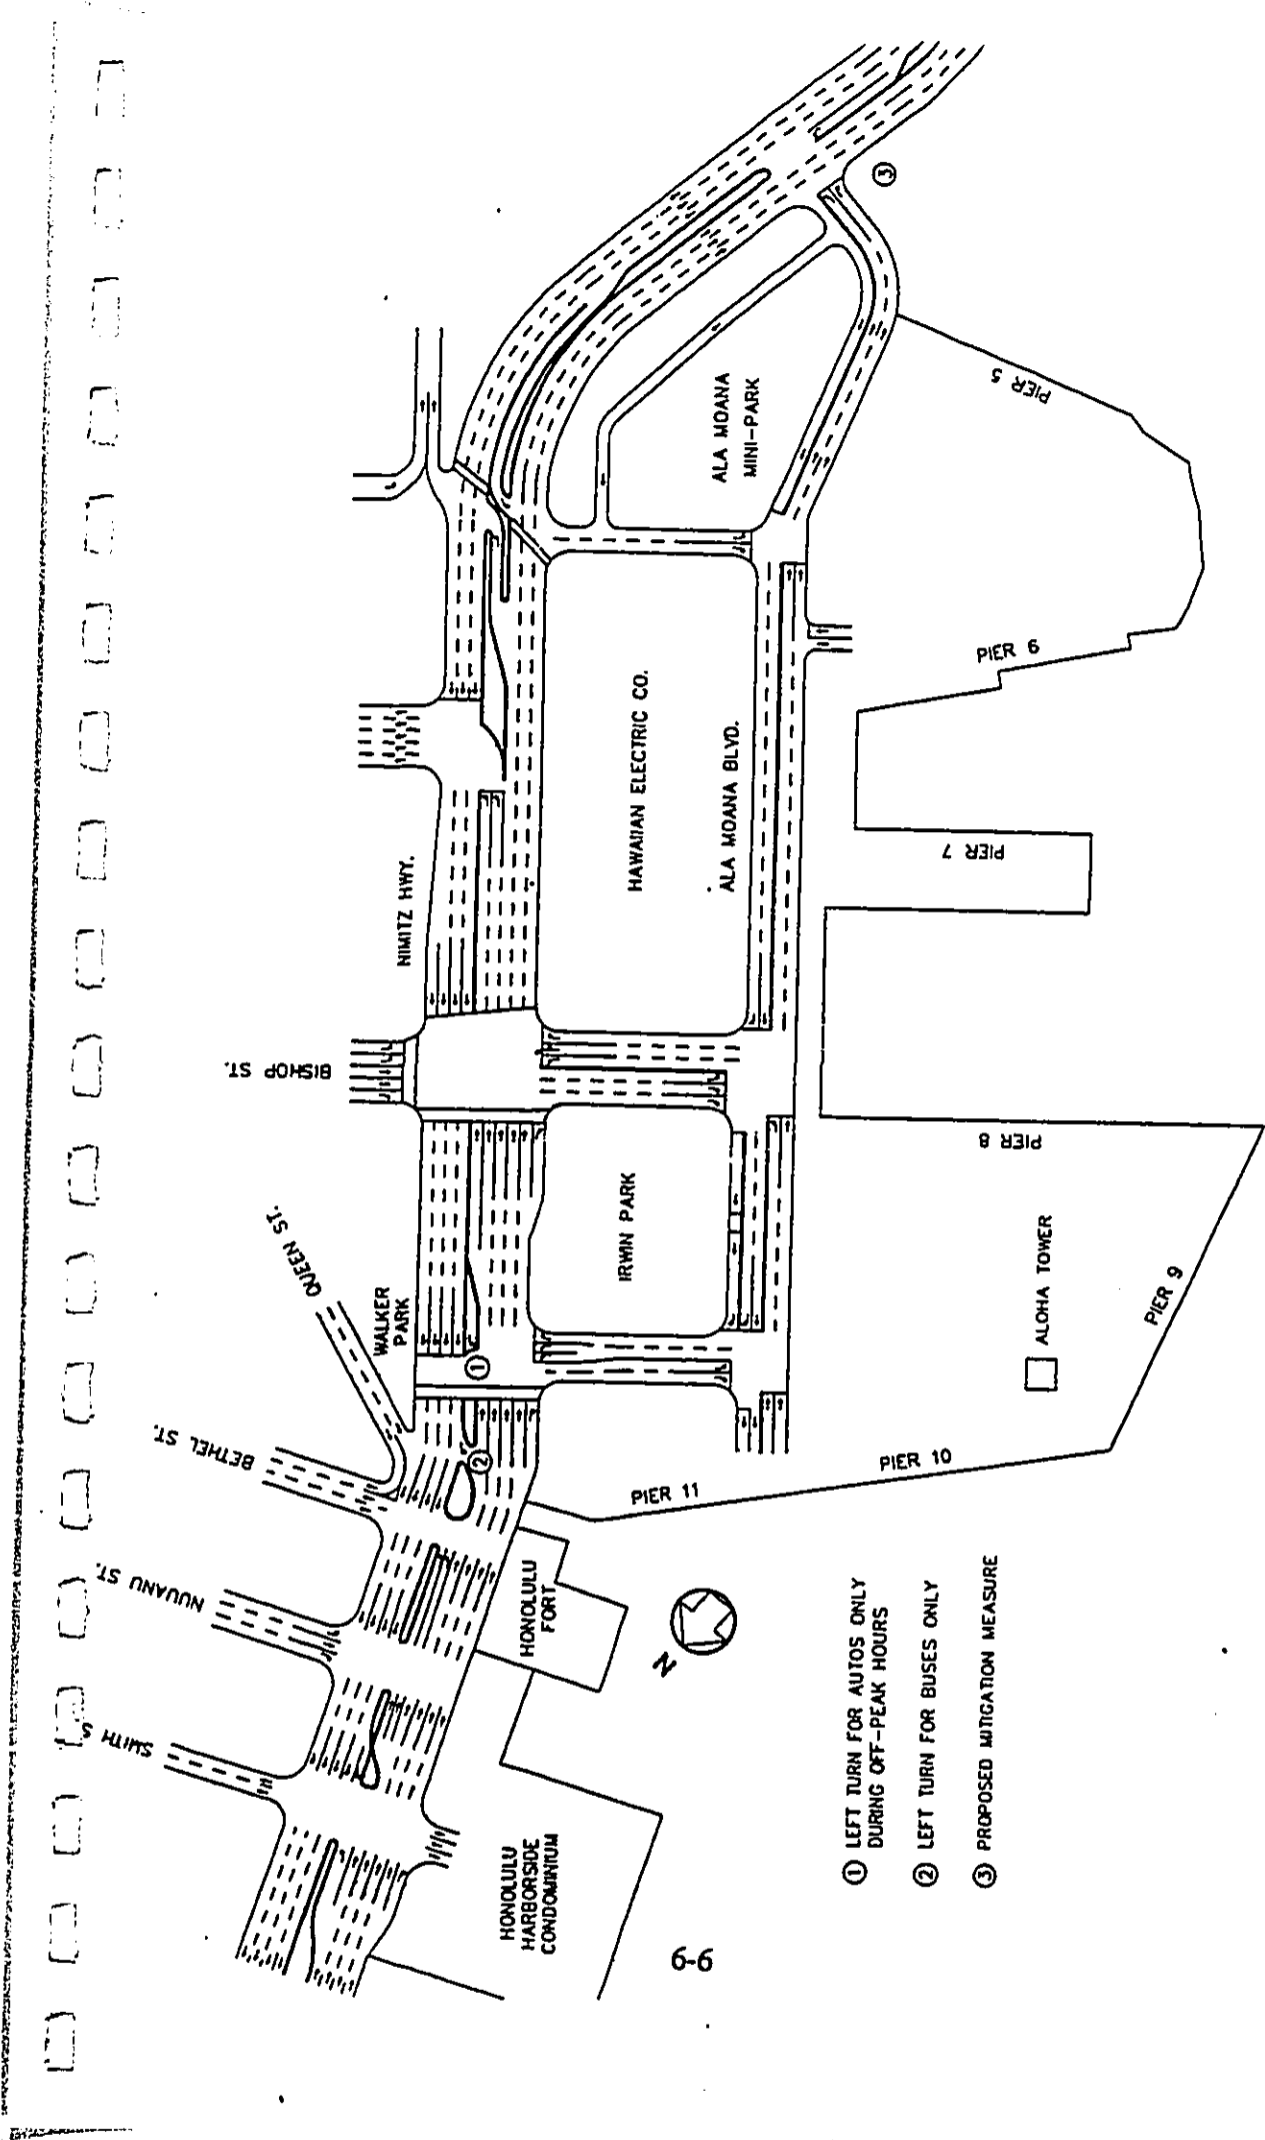 SMITH S
NUUANU ST.
BETHEL ST.
QUEEN ST.
BISHOP ST.
WALKER
PARK
NIMITZ HWY.
HONOLULU
HARBORSIDE
CONDOMINIUM
HONOLULU
FORT
IRWIN PARK
HAWAIIAN ELECTRIC CO.
ALA MOANA BLVD.
ALA MOANA
MINI-PARK
PIER 11
PIER 10
PIER 9
PIER 8
PIER 7
PIER 6
PIER 5
ALOHA TOWER
N
1
2
3
① LEFT TURN FOR AUTOS ONLY
DURING OFF-PEAK HOURS
② LEFT TURN FOR BUSES ONLY
③ PROPOSED MITIGATION MEASURE
6-6